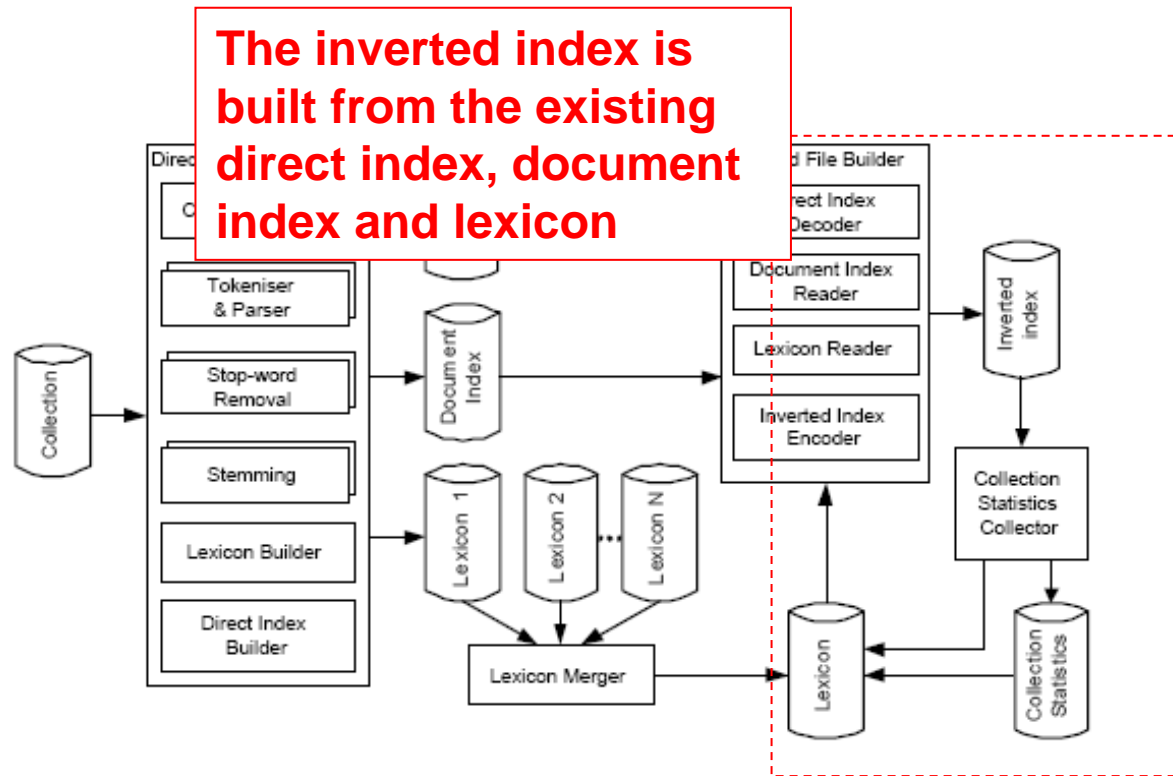 The inverted index is
built from the existing
direct index, document
index and lexicon
Collection
Tokeniser
& Parser
Stop-word
Removal
Stemming
Lexicon Builder
Direct Index
Builder
Document
Index
Lexicon 1
Lexicon 2
...
Lexicon N
Lexicon Merger
File Builder
Decoder
Document Index
Reader
Lexicon Reader
Inverted Index
Encoder
Inverted
index
Collection
Statistics
Collector
Lexicon
Collection
Statistics